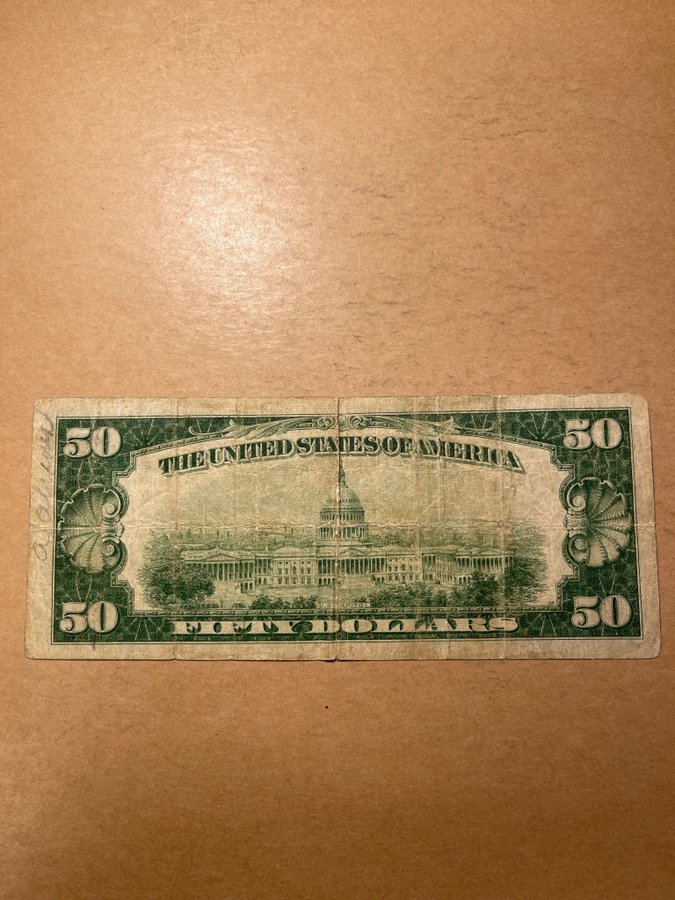 50 50
THE UNITED STATES OF AMERICA
50 50
FIFTY DOLLARS